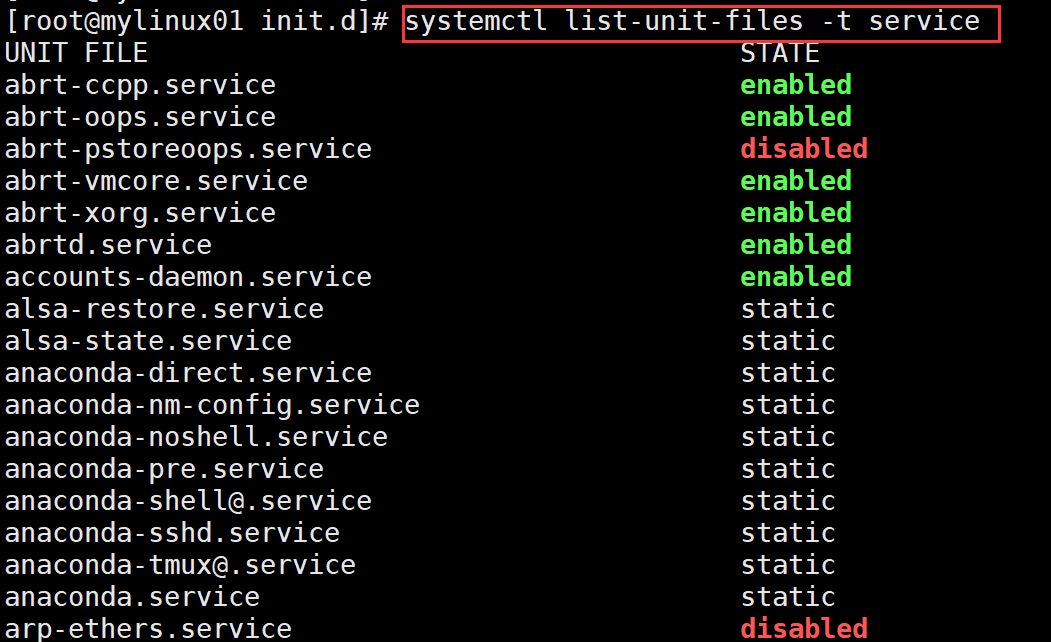 [root@mylinux01 init.d]# systemctl list-unit-files -t service
UNIT FILE STATE
abrt-ccpp.service enabled
abrt-oops.service enabled
abrt-pstoreoops.service disabled
abrt-vmcore.service enabled
abrt-xorg.service enabled
abrtd.service enabled
accounts-daemon.service enabled
alsa-restore.service static
alsa-state.service static
anaconda-direct.service static
anaconda-nm-config.service static
anaconda-noshell.service static
anaconda-pre.service static
anaconda-shell@.service static
anaconda-sshd.service static
anaconda-tmux@.service static
anaconda.service static
arp-ethers.service disabled